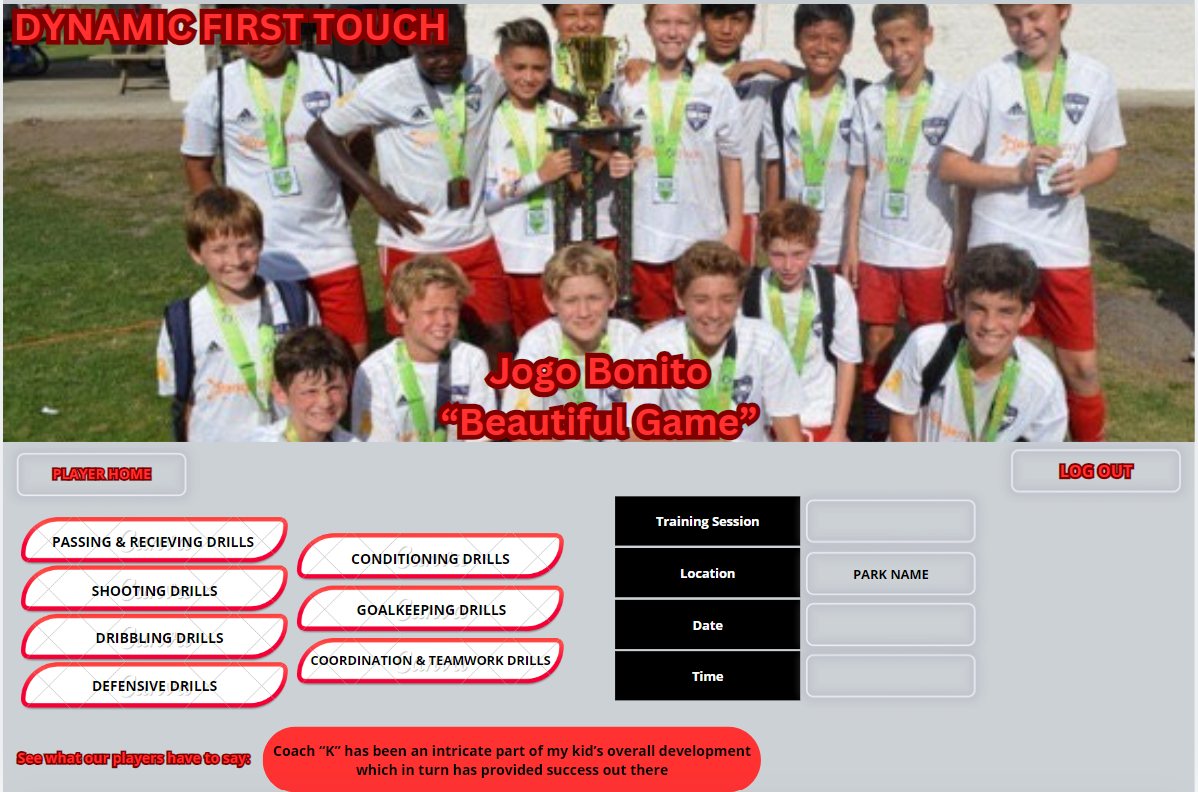 DYNAMIC FIRST TOUCH
Jogo Bonito
“Beautiful Game”
PLAYER HOME
LOG OUT
PASSING & RECIEVING DRILLS
SHOOTING DRILLS
DRIBBLING DRILLS
DEFENSIVE DRILLS
CONDITIONING DRILLS
GOALKEEPING DRILLS
COORDINATION & TEAMWORK DRILLS
Training Session
Location
PARK NAME
Date
Time
See what our players have to say:
Coach “K” has been an intricate part of my kid’s overall development
which in turn has provided success out there